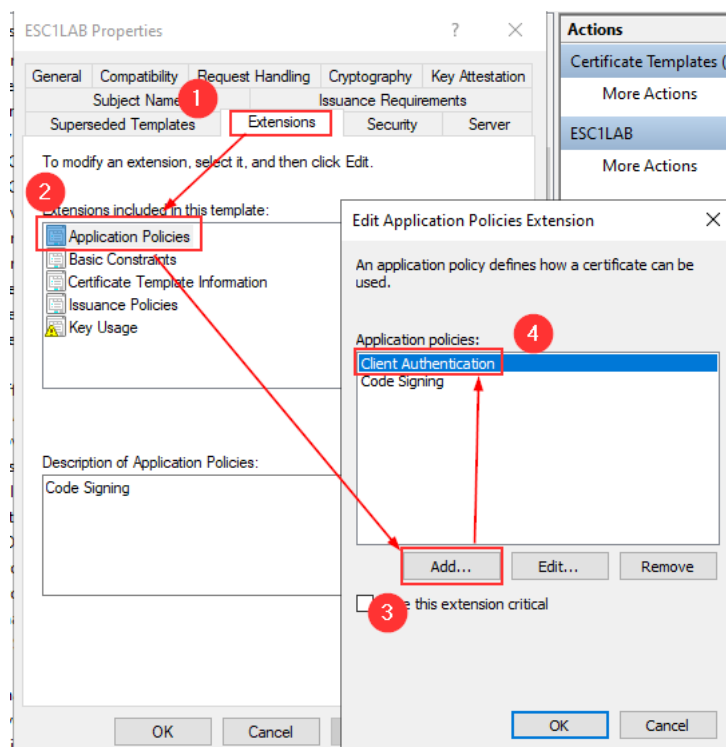 ESC1LAB Properties
?
General Compatibility Request Handling Cryptography Key Attestation
Subject Name Issuance Requirements
Superseded Templates Extensions Security Server
1
To modify an extension, select it, and then click Edit.
2
Extensions included in this template:
Application Policies
Basic Constraints
Certificate Template Information
Issuance Policies
Key Usage
Description of Application Policies:
Code Signing
OK Cancel
Actions
Certificate Templates (
More Actions
ESC1LAB
More Actions
Edit Application Policies Extension
An application policy defines how a certificate can be
used.
Application policies:
4
Client Authentication
Code Signing
Add... Edit... Remove
3
this extension critical
OK Cancel